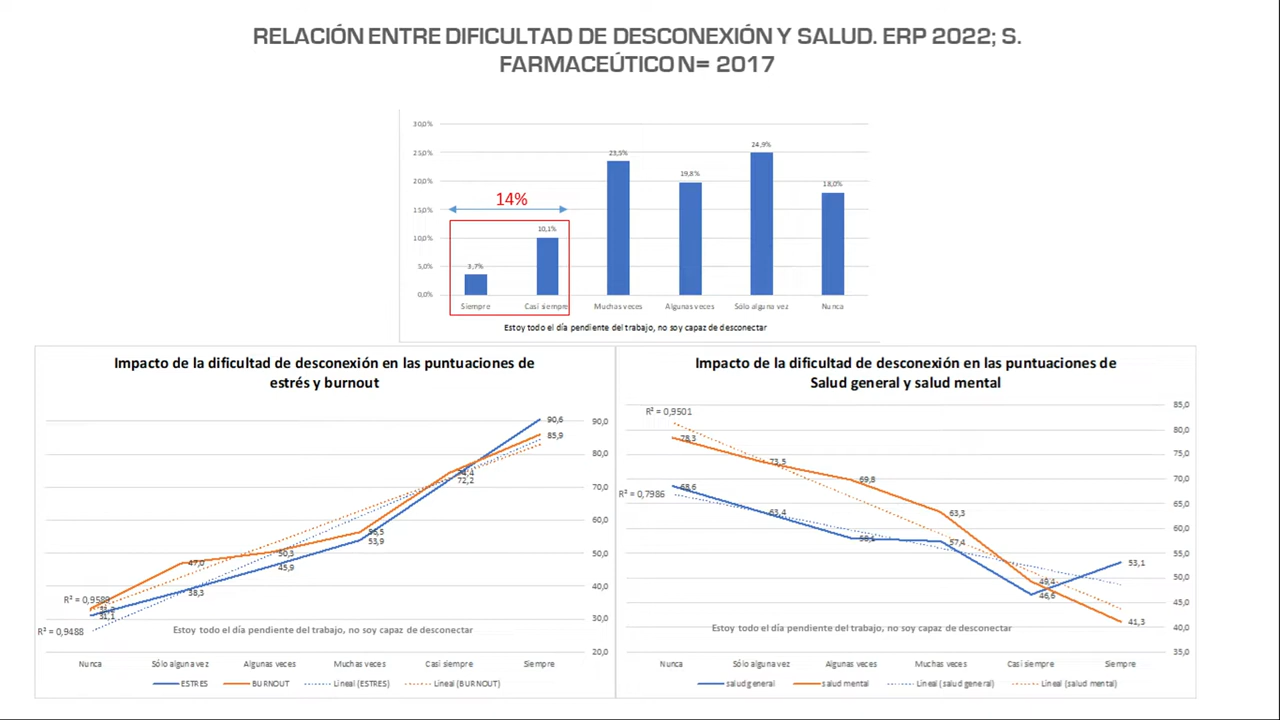 RELACIÓN ENTRE DIFICULTAD DE DESCONEXIÓN Y SALUD. ERP 2022; S.
FARMACEÚTICO N= 2017
30,0%
25,0%
20,0%
15,0%
10,0%
5,0%
0,0%
14%
3,7%
10,1%
23,5%
19,8%
24,9%
18,0%
Siempre
Casi siempre
Muchas veces
Algunas veces
Sólo alguna vez
Nunca
Estoy todo el día pendiente del trabajo, no soy capaz de desconectar
Impacto de la dificultad de desconexión en las puntuaciones de
estrés y burnout
90,0
80,0
70,0
60,0
50,0
40,0
30,0
20,0
90,6
85,9
74,4
72,2
56,5
53,9
50,3
45,9
47,0
38,3
31,1
R² = 0,9488
Estoy todo el día pendiente del trabajo, no soy capaz de desconectar
Nunca
Sólo alguna vez
Algunas veces
Muchas veces
Casi siempre
Siempre
ESTRES
BURNOUT
Lineal (ESTRES)
Lineal (BURNOUT)
Impacto de la dificultad de desconexión en las puntuaciones de
Salud general y salud mental
85,0
80,0
75,0
70,0
65,0
60,0
55,0
50,0
45,0
40,0
35,0
R² = 0,9501
78,3
73,5
69,8
63,3
49,4
41,3
R² = 0,7986
68,6
63,4
58,1
57,4
46,6
53,1
Estoy todo el día pendiente del trabajo, no soy capaz de desconectar
Nunca
Sólo alguna vez
Algunas veces
Muchas veces
Casi siempre
Siempre
salud general
salud mental
Lineal (salud general)
Lineal (salud mental)